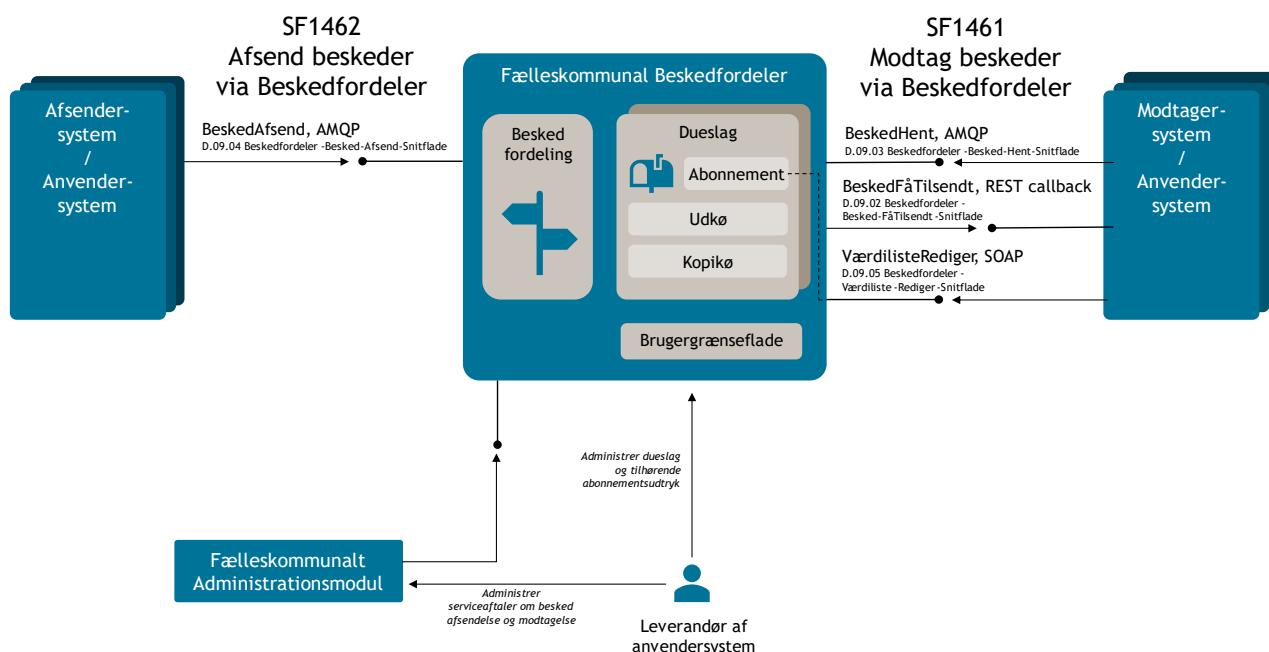 SF1462
Afsend beskeder
via Beskedfordeler
SF1461
Modtag beskeder
via Beskedfordeler
Afsender-
system
/
Anvender-
system
BeskedAfsend, AMQP
D.09.04 Beskedfordeler -Besked-Afsend-Snitflade
Fælleskommunal Beskedfordeler
Besked
fordeling
Dueslag
Abonnement
Udkø
Kopikø
Brugergrænseflade
BeskedHent, AMQP
D.09.03 Beskedfordeler -Besked-Hent-Snitflade
BeskedFåTilsendt, REST callback
D.09.02 Beskedfordeler -
Besked-FåTilsendt -Snitflade
VærdilisteRediger, SOAP
D.09.05 Beskedfordeler -
Værdiliste -Rediger -Snitflade
Modtager-
system
/
Anvender-
system
Administrer dueslag
og tilhørende
abonnementsudtryk
Fælleskommunalt
Administrationsmodul
Administrer
serviceaftaler om besked
afsendelse og modtagelse
Leverandør af
anvendersystem